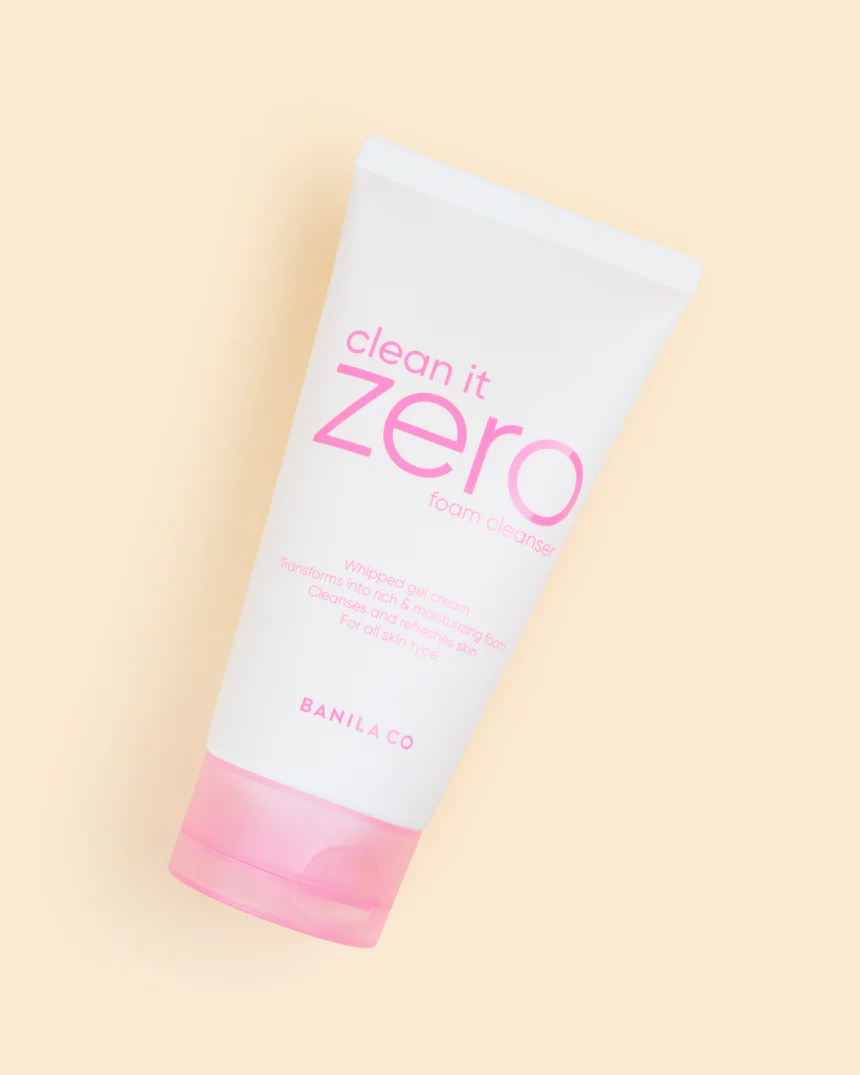 clean it
zero
foam cleanser
Whipped gel cream
Transforms into rich & moisturizing foam
Cleanses and refreshes skin
For all skin type
BANILA CO